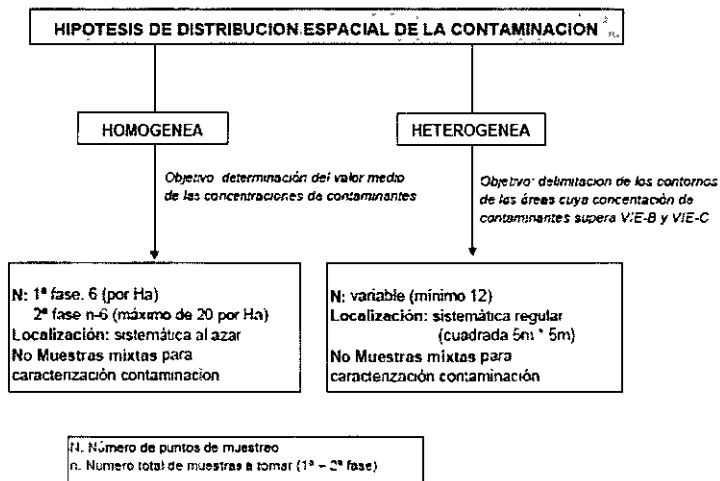 HIPOTESIS DE DISTRIBUCION ESPACIAL DE LA CONTAMINACION
HOMOGENEA
Objetivo determinación del valor medio
de las concentraciones de contaminantes
N: 1ª fase. 6 (por Ha)
2ª fase n-6 (máximo de 20 por Ha)
Localización: sistemática al azar
No Muestras mixtas para
caracterización contaminacion
HETEROGENEA
Objetivo: delimitacion de los contornos
de las áreas cuya concentación de
contaminantes supera VIE-B y VIE-C
N: variable (mínimo 12)
Localización: sistemática regular
(cuadrada 5m * 5m)
No Muestras mixtas para
caracterización contaminación
N. Número de puntos de muestreo
n. Numero total de muestras a tomar (1ª – 2ª fase)